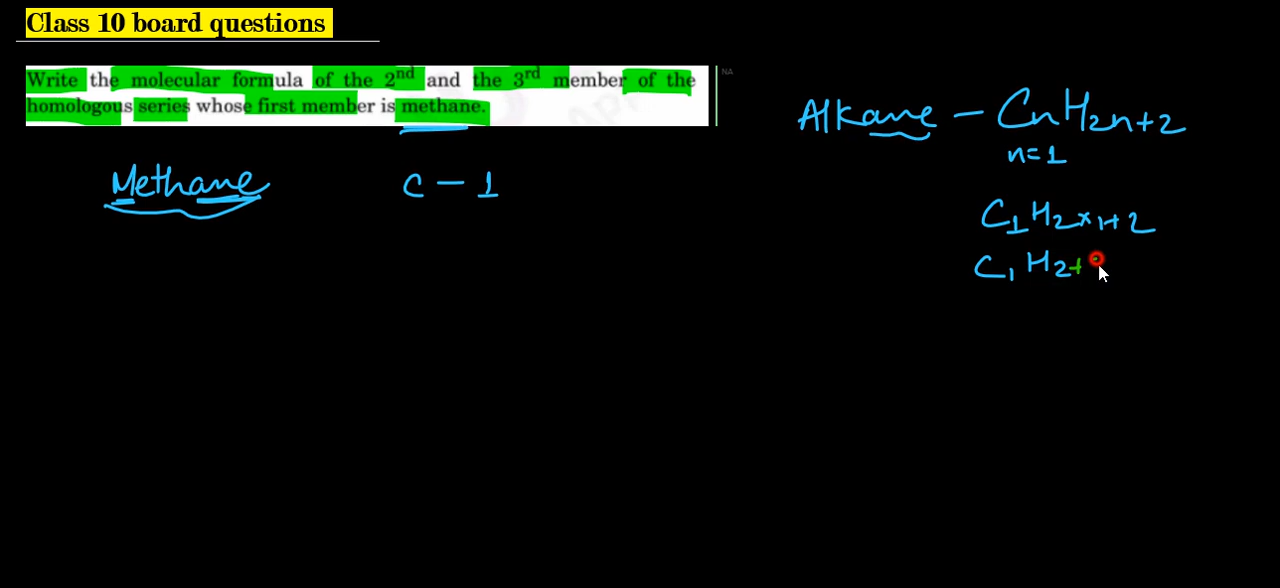 Class 10 board questions
Write the molecular formula of the 2nd and the 3rd member of the
homologous series whose first member is methane.
NA
Alkane — CnH2n+2
n=1
Methane C — 1
C1H2×1+2
C1H2+